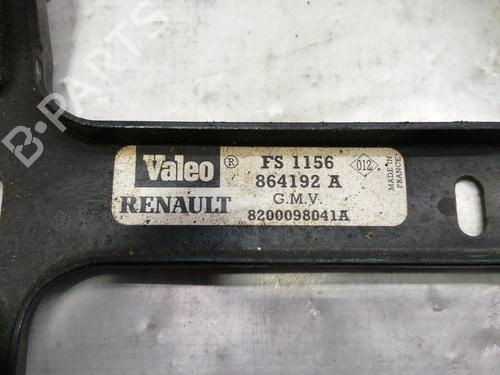 Valeo ® FS 1156
864192 A
RENAULT G.M.V.
8200098041A
012
MADE IN
FRANCE
B-PARTS